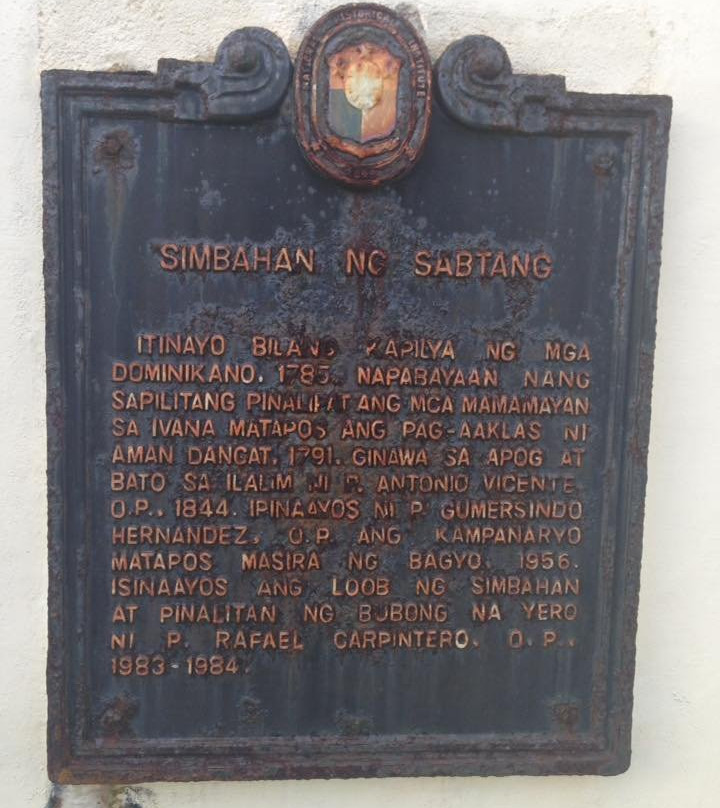 HISTORICAL INSTITUTE
SIMBAHAN NG SABTANG
ITINAYO BILANG KAPILYA NG MGA
DOMINIKANO, 1785. NAPABAYAAN NANG
SAPILITANG PINALIPAT ANG MGA MAMAMAYAN
SA IVANA MATAPOS ANG PAG-AAKLAS NI
AMAN DANGAT, 1791. GINAWA SA APOG AT
BATO SA ILALIM NI P. ANTONIO VICENTE,
O.P., 1844. IPINAAYOS NI P. GUMERSINDO
HERNANDEZ, O.P. ANG KAMPANARYO
MATAPOS MASIRA NG BAGYO, 1956.
ISINAAYOS ANG LOOB NG SIMBAHAN
AT PINALITAN NG BUBONG NA YERO
NI P. RAFAEL CARPINTERO, O.P.,
1983-1984.